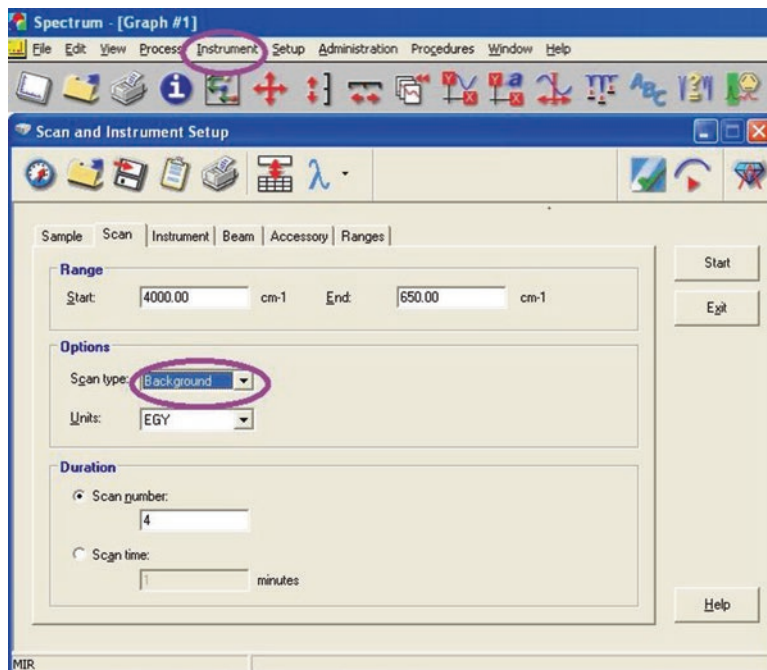 Spectrum - [Graph #1]
File Edit View Process Instrument Setup Administration Procedures Window Help
i Y X Y a X ABC
Scan and Instrument Setup
λ
Sample Scan Instrument Beam Accessory Ranges
Range
Start: 4000.00 cm-1 End: 650.00 cm-1
Start
Exit
Options
Scan type: Background
Units: EGY
Duration
Scan number:
4
Scan time:
1 minutes
Help
MIR